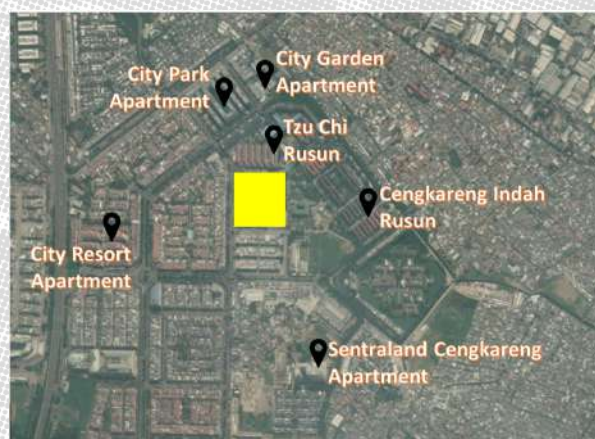 City Garden
Apartment
City Park
Apartment
Tzu Chi
Rusun
Cengkareng Indah
Rusun
City Resort
Apartment
Sentraland Cengkareng
Apartment